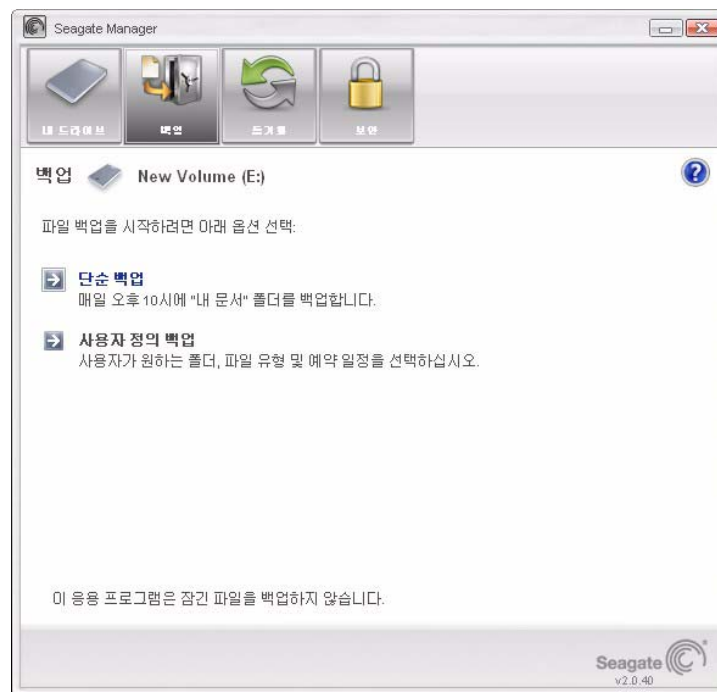 Seagate Manager
내 드라이브
백업
동기화
보안
백업
New Volume (E:)
파일 백업을 시작하려면 아래 옵션 선택:
단순 백업
매일 오후 10시에 "내 문서" 폴더를 백업합니다.
사용자 정의 백업
사용자가 원하는 폴더, 파일 유형 및 예약 일정을 선택하십시오.
이 응용 프로그램은 잠긴 파일을 백업하지 않습니다.
Seagate
v2.0.40